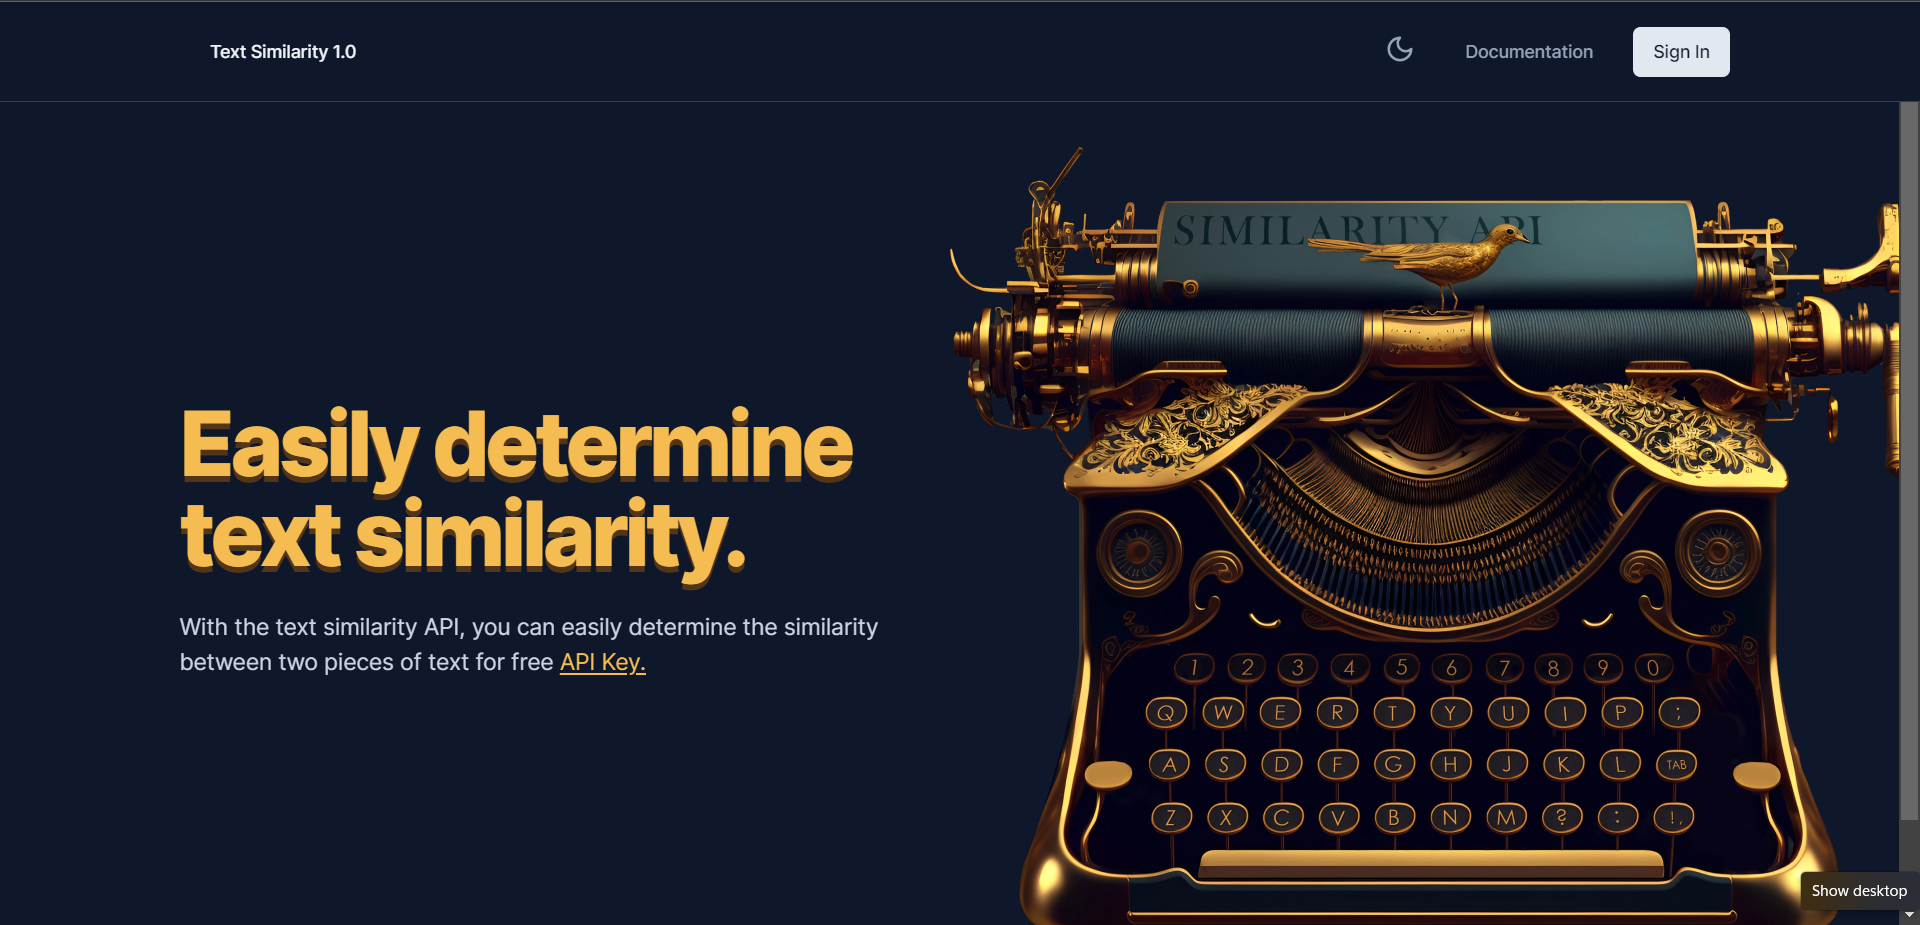 Text Similarity 1.0
Documentation
Sign In
SIMILARITY API
Easily determine
text similarity.
With the text similarity API, you can easily determine the similarity
between two pieces of text for free API Key.
1 2 3 4 5 6 7 8 9 0
Q W E R T Y U I P ;
A S D F G H J K L TAB
Z X C V B N M ? : !,
Show desktop